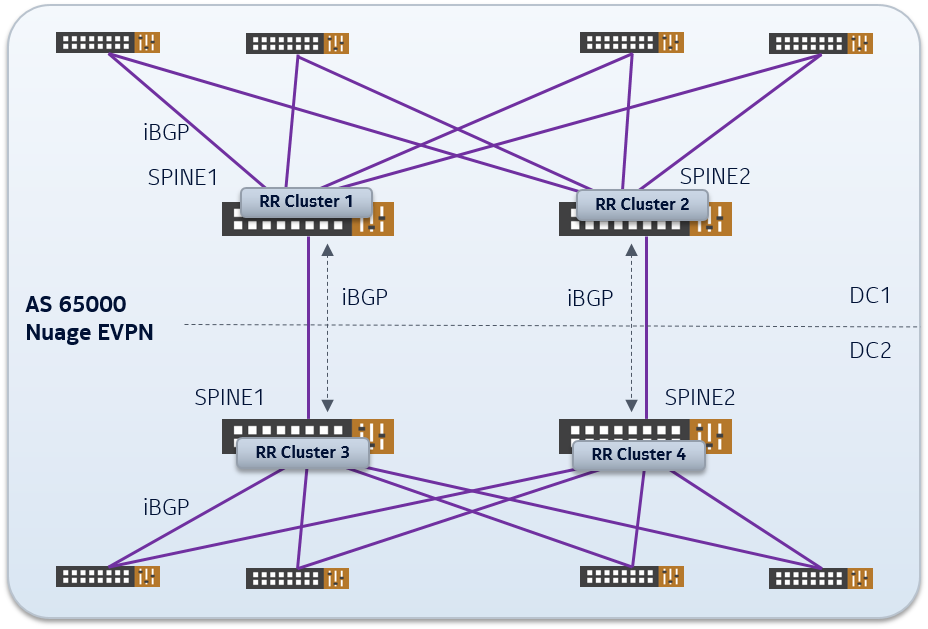 iBGP
SPINE1
SPINE2
RR Cluster 1
RR Cluster 2
iBGP
iBGP
DC1
AS 65000
Nuage EVPN
DC2
SPINE1
SPINE2
RR Cluster 3
RR Cluster 4
iBGP